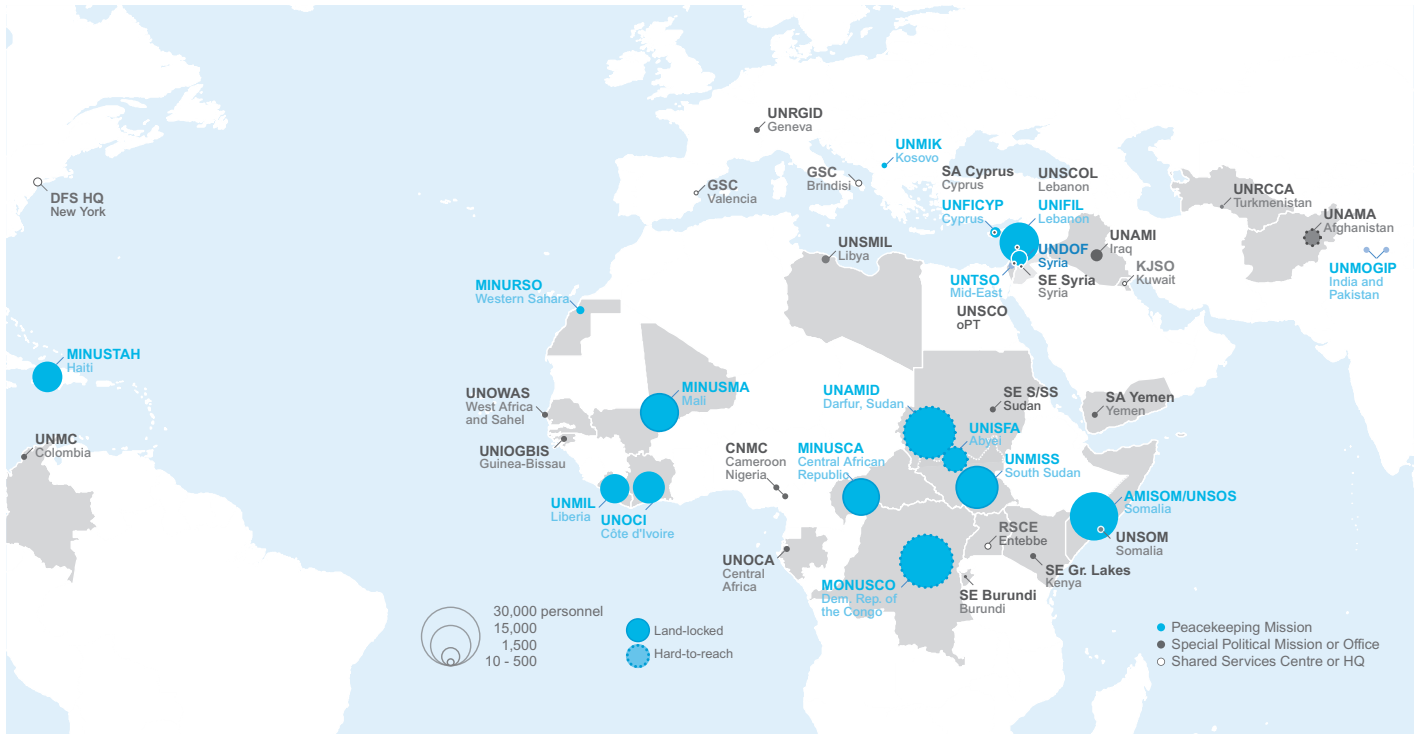 UNRGID
Geneva
UNMIK
Kosovo
DFS HQ
New York
GSC
Valencia
GSC
Brindisi
SA Cyprus
Cyprus
UNSCOL
Lebanon
UNFICYP
Cyprus
UNIFIL
Lebanon
UNRCCA
Turkmenistan
UNAMA
Afghanistan
UNSMIL
Libya
UNDOF
Syria
UNAMI
Iraq
UNTSO
Mid-East
SE Syria
Syria
KJSO
Kuwait
UNMOGIP
India and
Pakistan
UNSCO
oPT
MINURSO
Western Sahara
MINUSTAH
Haiti
UNMC
Colombia
UNOWAS
West Africa
and Sahel
UNIOGBIS
Guinea-Bissau
MINUSMA
Mali
UNAMID
Darfur, Sudan
SE S/SS
Sudan
SA Yemen
Yemen
UNISFA
Abyei
CNMC
Cameroon
Nigeria
MINUSCA
Central African
Republic
UNMISS
South Sudan
UNMIL
Liberia
UNOCI
Côte d'Ivoire
AMISOM/UNSOS
Somalia
UNSOM
Somalia
RSCE
Entebbe
UNOCA
Central
Africa
MONUSCO
Dem. Rep. of
the Congo
SE Gr. Lakes
Kenya
SE Burundi
Burundi
30,000 personnel
15,000
1,500
10 - 500
Land-locked
Hard-to-reach
Peacekeeping Mission
Special Political Mission or Office
Shared Services Centre or HQ